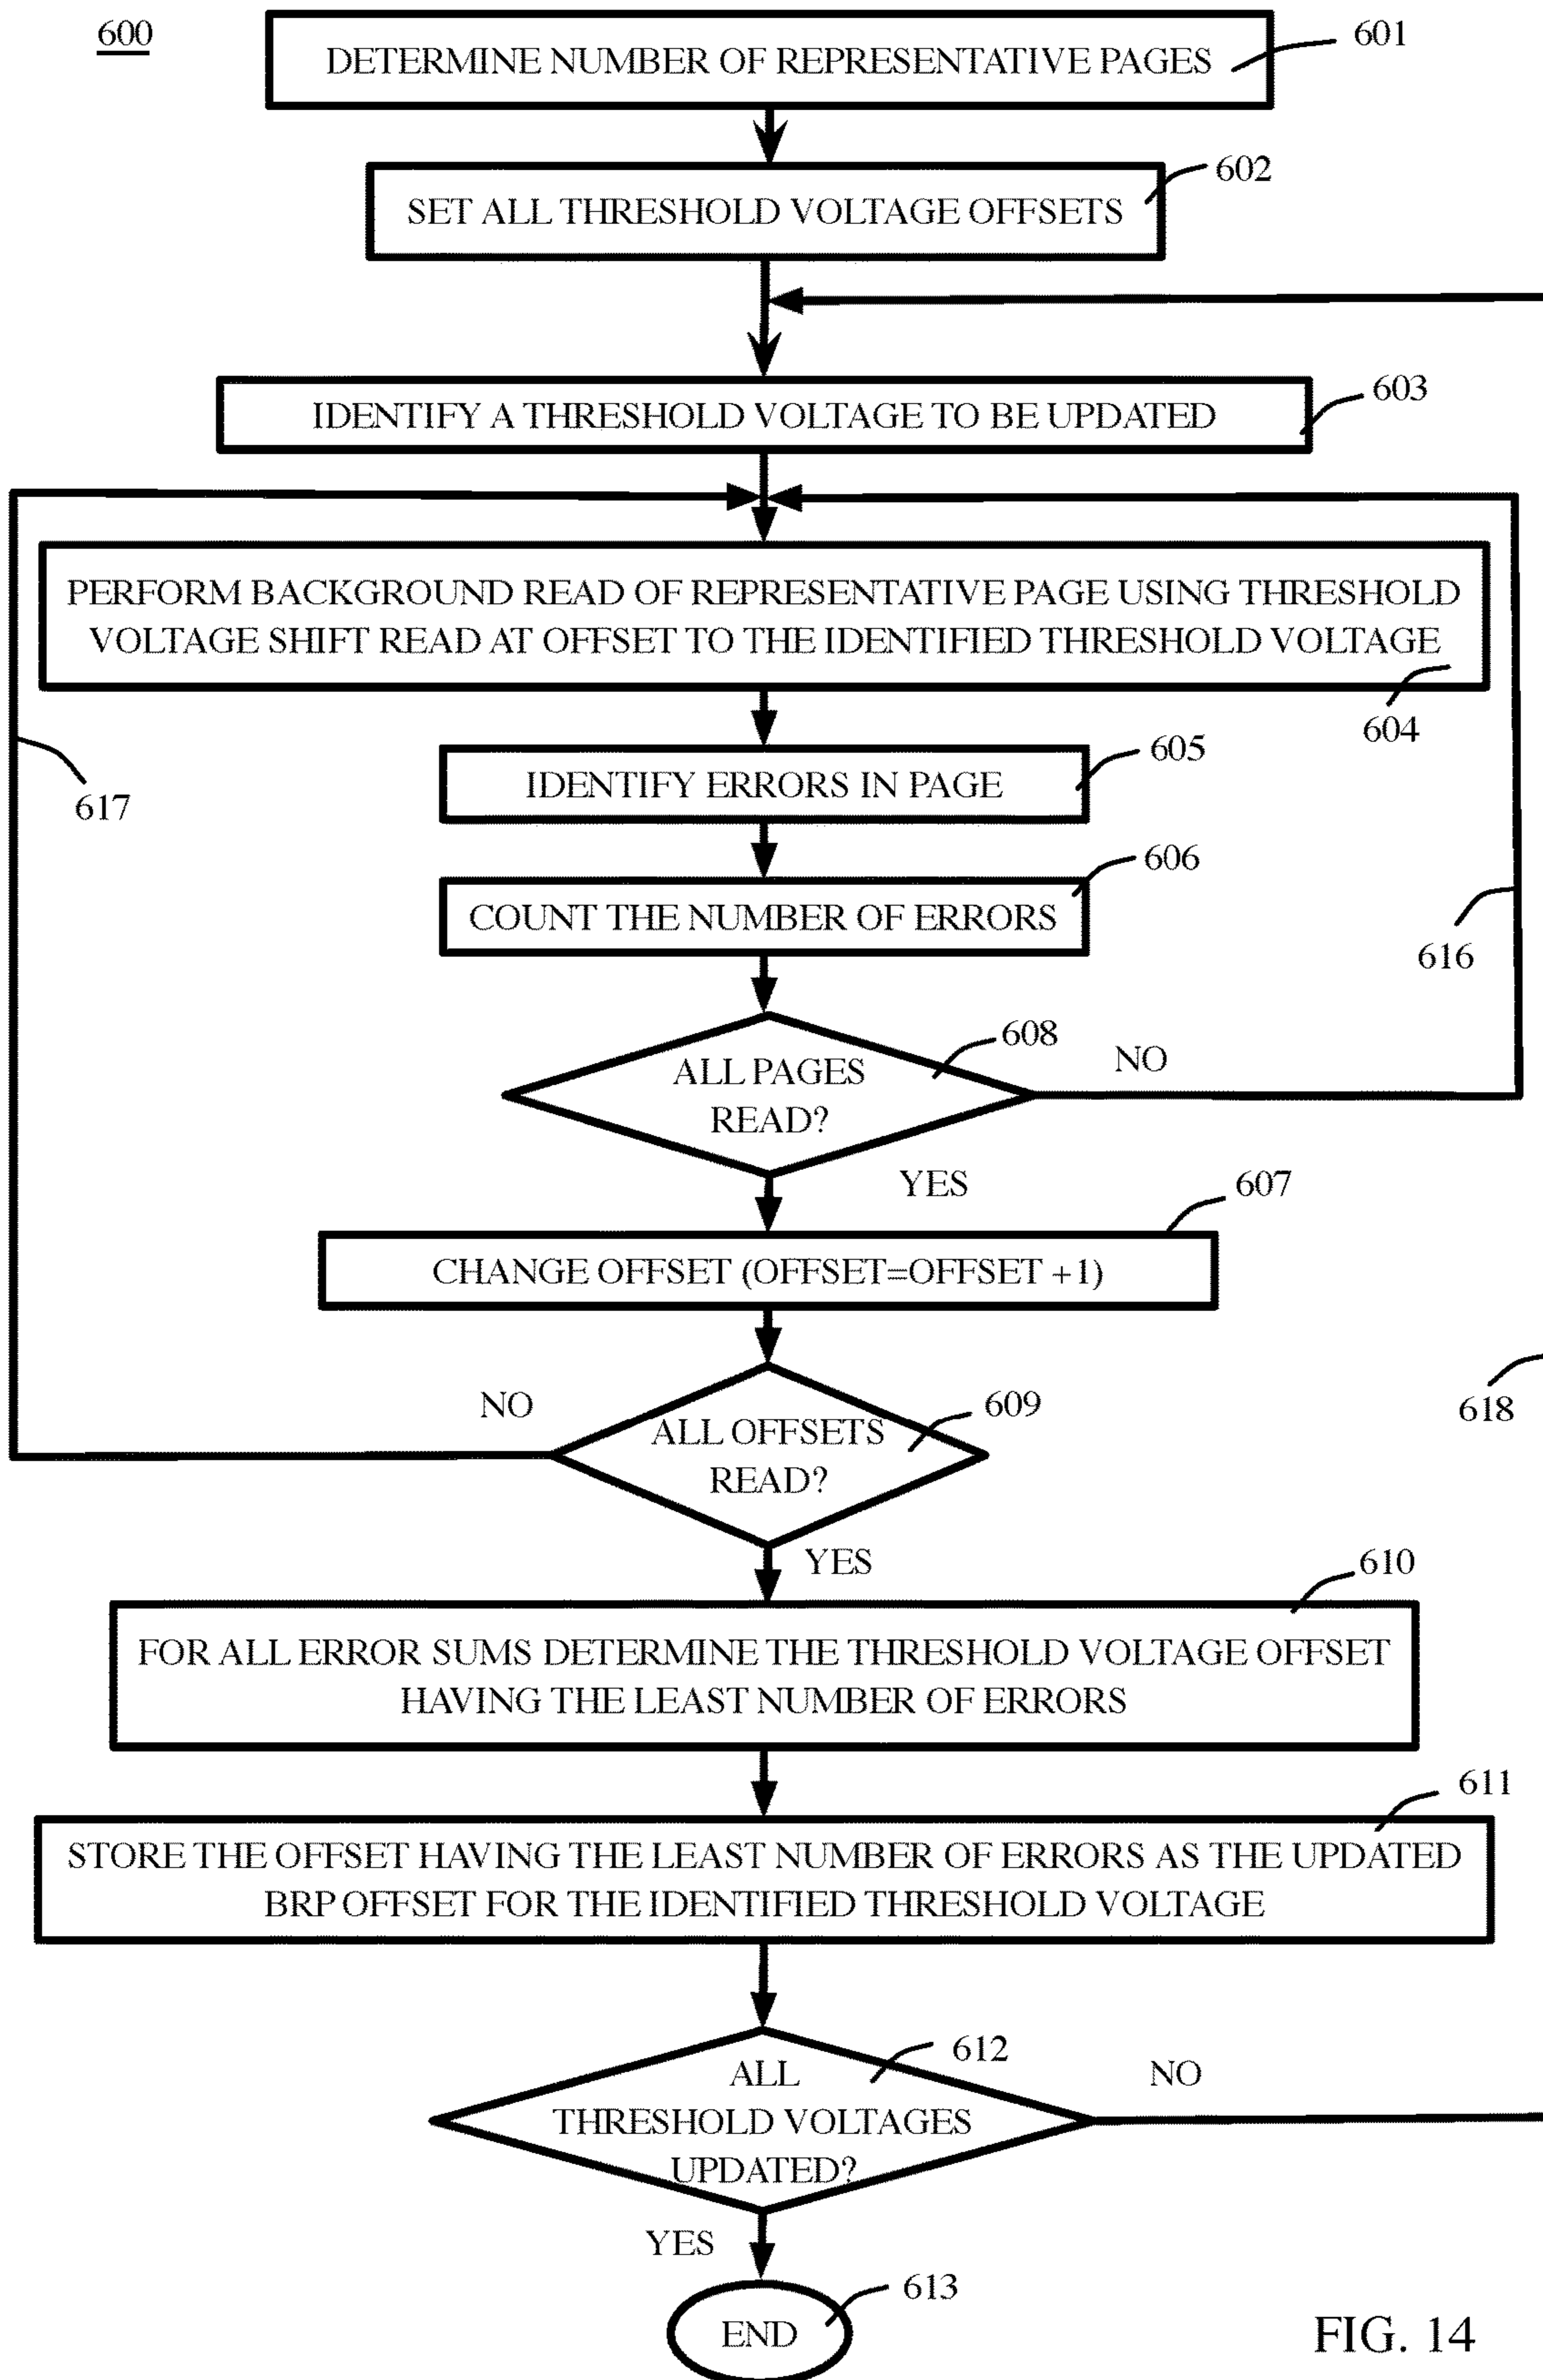 600
601
DETERMINE NUMBER OF REPRESENTATIVE PAGES
602
SET ALL THRESHOLD VOLTAGE OFFSETS
603
IDENTIFY A THRESHOLD VOLTAGE TO BE UPDATED
PERFORM BACKGROUND READ OF REPRESENTATIVE PAGE USING THRESHOLD
VOLTAGE SHIFT READ AT OFFSET TO THE IDENTIFIED THRESHOLD VOLTAGE
604
605
IDENTIFY ERRORS IN PAGE
617
606
COUNT THE NUMBER OF ERRORS
616
608
NO
ALL PAGES
READ?
YES
607
CHANGE OFFSET (OFFSET=OFFSET +1)
NO
609
618
ALL OFFSETS
READ?
YES
610
FOR ALL ERROR SUMS DETERMINE THE THRESHOLD VOLTAGE OFFSET
HAVING THE LEAST NUMBER OF ERRORS
611
STORE THE OFFSET HAVING THE LEAST NUMBER OF ERRORS AS THE UPDATED
BRP OFFSET FOR THE IDENTIFIED THRESHOLD VOLTAGE
612
NO
ALL
THRESHOLD VOLTAGES
UPDATED?
YES
613
END
FIG. 14